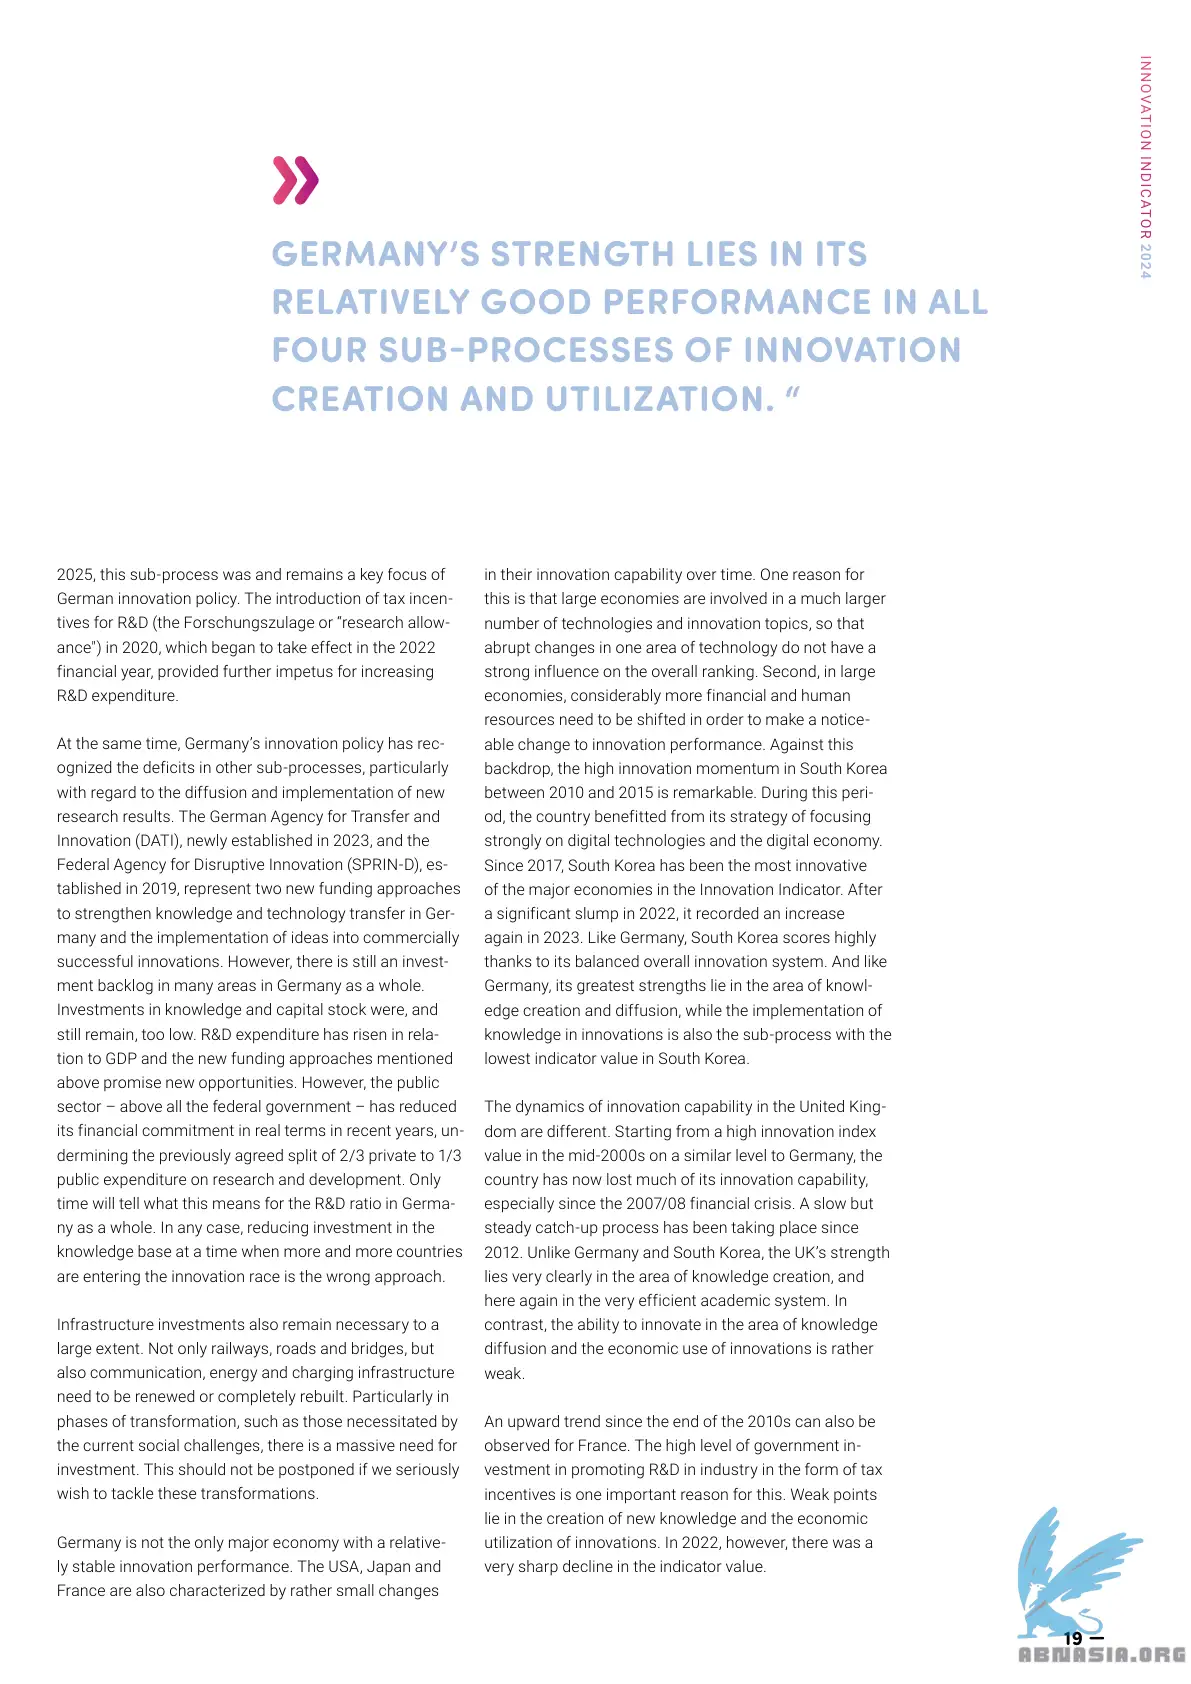 INNOVATION INDICATOR 2024
»
GERMANY'S STRENGTH LIES IN ITS
RELATIVELY GOOD PERFORMANCE IN ALL
FOUR SUB-PROCESSES OF INNOVATION
CREATION AND UTILIZATION. “
2025, this sub-process was and remains a key focus of
German innovation policy. The introduction of tax incen-
tives for R&D (the Forschungszulage or “research allow-
ance") in 2020, which began to take effect in the 2022
financial year, provided further impetus for increasing
R&D expenditure.
At the same time, Germany’s innovation policy has rec-
ognized the deficits in other sub-processes, particularly
with regard to the diffusion and implementation of new
research results. The German Agency for Transfer and
Innovation (DATI), newly established in 2023, and the
Federal Agency for Disruptive Innovation (SPRIN-D), es-
tablished in 2019, represent two new funding approaches
to strengthen knowledge and technology transfer in Ger-
many and the implementation of ideas into commercially
successful innovations. However, there is still an invest-
ment backlog in many areas in Germany as a whole.
Investments in knowledge and capital stock were, and
still remain, too low. R&D expenditure has risen in rela-
tion to GDP and the new funding approaches mentioned
above promise new opportunities. However, the public
sector – above all the federal government – has reduced
its financial commitment in real terms in recent years, un-
dermining the previously agreed split of 2/3 private to 1/3
public expenditure on research and development. Only
time will tell what this means for the R&D ratio in Germa-
ny as a whole. In any case, reducing investment in the
knowledge base at a time when more and more countries
are entering the innovation race is the wrong approach.
Infrastructure investments also remain necessary to a
large extent. Not only railways, roads and bridges, but
also communication, energy and charging infrastructure
need to be renewed or completely rebuilt. Particularly in
phases of transformation, such as those necessitated by
the current social challenges, there is a massive need for
investment. This should not be postponed if we seriously
wish to tackle these transformations.
Germany is not the only major economy with a relative-
ly stable innovation performance. The USA, Japan and
France are also characterized by rather small changes
in their innovation capability over time. One reason for
this is that large economies are involved in a much larger
number of technologies and innovation topics, so that
abrupt changes in one area of technology do not have a
strong influence on the overall ranking. Second, in large
economies, considerably more financial and human
resources need to be shifted in order to make a notice-
able change to innovation performance. Against this
backdrop, the high innovation momentum in South Korea
between 2010 and 2015 is remarkable. During this peri-
od, the country benefitted from its strategy of focusing
strongly on digital technologies and the digital economy.
Since 2017, South Korea has been the most innovative
of the major economies in the Innovation Indicator. After
a significant slump in 2022, it recorded an increase
again in 2023. Like Germany, South Korea scores highly
thanks to its balanced overall innovation system. And like
Germany, its greatest strengths lie in the area of knowl-
edge creation and diffusion, while the implementation of
knowledge in innovations is also the sub-process with the
lowest indicator value in South Korea.
The dynamics of innovation capability in the United King-
dom are different. Starting from a high innovation index
value in the mid-2000s on a similar level to Germany, the
country has now lost much of its innovation capability,
especially since the 2007/08 financial crisis. A slow but
steady catch-up process has been taking place since
2012. Unlike Germany and South Korea, the UK’s strength
lies very clearly in the area of knowledge creation, and
here again in the very efficient academic system. In
contrast, the ability to innovate in the area of knowledge
diffusion and the economic use of innovations is rather
weak.
An upward trend since the end of the 2010s can also be
observed for France. The high level of government in-
vestment in promoting R&D in industry in the form of tax
incentives is one important reason for this. Weak points
lie in the creation of new knowledge and the economic
utilization of innovations. In 2022, however, there was a
very sharp decline in the indicator value.
19 —
ABNASIA.ORG